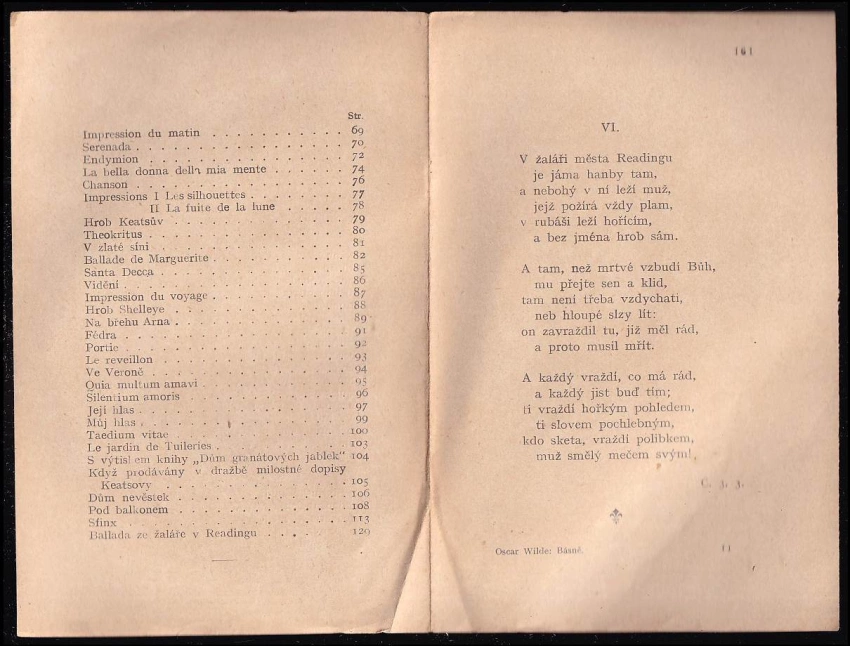 Str.
Impression du matin . . . . . . . . . . . 69
Serenada . . . . . . . . . . . . . . . . 70
Endymion . . . . . . . . . . . . . . . 72
La bella donna della mia mente . . . . . . 74
Chanson . . . . . . . . . . . . . . . . 76
Impressions I Les silhouettes . . . . . . . . 77
II La fuite de la lune . . . . . 78
Hrob Keatsův . . . . . . . . . . . . . . 79
Theokritus . . . . . . . . . . . . . . . 80
V zlaté síni . . . . . . . . . . . . . . . 81
Ballade de Marguerite . . . . . . . . . . . 82
Santa Decca . . . . . . . . . . . . . . . 85
Vidění . . . . . . . . . . . . . . . . . 86
Impression du voyage . . . . . . . . . . . 87
Hrob Shelleye . . . . . . . . . . . . . . 88
Na břehu Arna . . . . . . . . . . . . . . 89
Fédra . . . . . . . . . . . . . . . . . 91
Portie . . . . . . . . . . . . . . . . . 92
Le reveillon . . . . . . . . . . . . . . . 93
Ve Veroně . . . . . . . . . . . . . . . 94
Quia multum amavi . . . . . . . . . . . . 95
Silentium amoris . . . . . . . . . . . . . 96
Její hlas . . . . . . . . . . . . . . . . 97
Můj hlas . . . . . . . . . . . . . . . . 99
Taedium vitae . . . . . . . . . . . . . . 100
Le jardin de Tuileries . . . . . . . . . . . 103
S výtiskem knihy „Dům granátových jablek" 104
Když prodávány v dražbě milostné dopisy
Keatsovy . . . . . . . . . . . . . . 105
Dům nevěstek . . . . . . . . . . . . . . 106
Pod balkonem . . . . . . . . . . . . . . 108
Sfinx . . . . . . . . . . . . . . . . . 113
Ballada ze žaláře v Readingu . . . . . 129
161
VI.
V žaláři města Readingu
je jáma hanby tam,
a nebohý v ní leží muž,
jejž požírá vždy plam,
v rubáši leží hořícím,
a bez jména hrob sám.
A tam, než mrtvé vzbudí Bůh,
mu přejte sen a klid,
tam není třeba vzdychati,
neb hloupé slzy lít:
on zavraždil tu, již měl rád,
a proto musil mřít.
A každý vraždí, co má rád,
a každý jist buď tím;
ti vraždí hořkým pohledem,
ti slovem pochlebným,
kdo sketa, vraždí polibkem,
muž smělý mečem svým!
C. 3. 3.
Oscar Wilde: Básně. 11